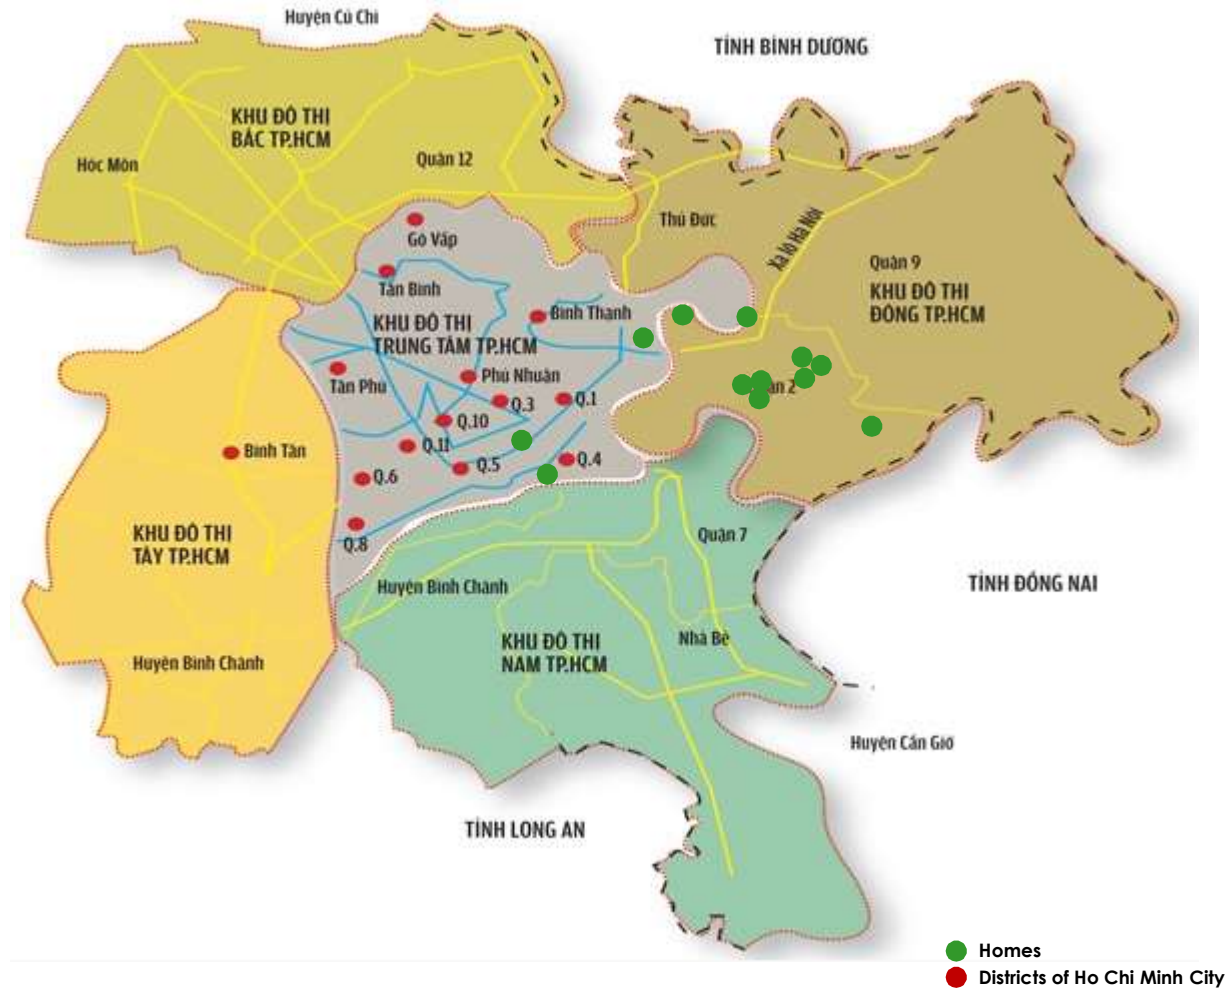 Huyện Củ Chi
TỈNH BÌNH DƯƠNG
KHU ĐÔ THỊ
BẮC TP.HCM
Hóc Môn
Quận 12
Thủ Đức
Xa lộ Hà Nội
Gò Vấp
Quận 9
KHU ĐÔ THỊ
ĐÔNG TP.HCM
Tân Bình
Bình Thạnh
KHU ĐÔ THỊ
TRUNG TÂM TP.HCM
Tân Phú
Phú Nhuận
Q.3
Q.1
ận 2
Q.10
Q.11
Bình Tân
Q.5
Q.4
Q.6
KHU ĐÔ THỊ
TÂY TP.HCM
Q.8
Quận 7
Huyện Bình Chánh
TỈNH ĐỒNG NAI
KHU ĐÔ THỊ
NAM TP.HCM
Nhà Bè
Huyện Bình Chánh
Huyện Cần Giờ
TỈNH LONG AN
Homes
Districts of Ho Chi Minh City